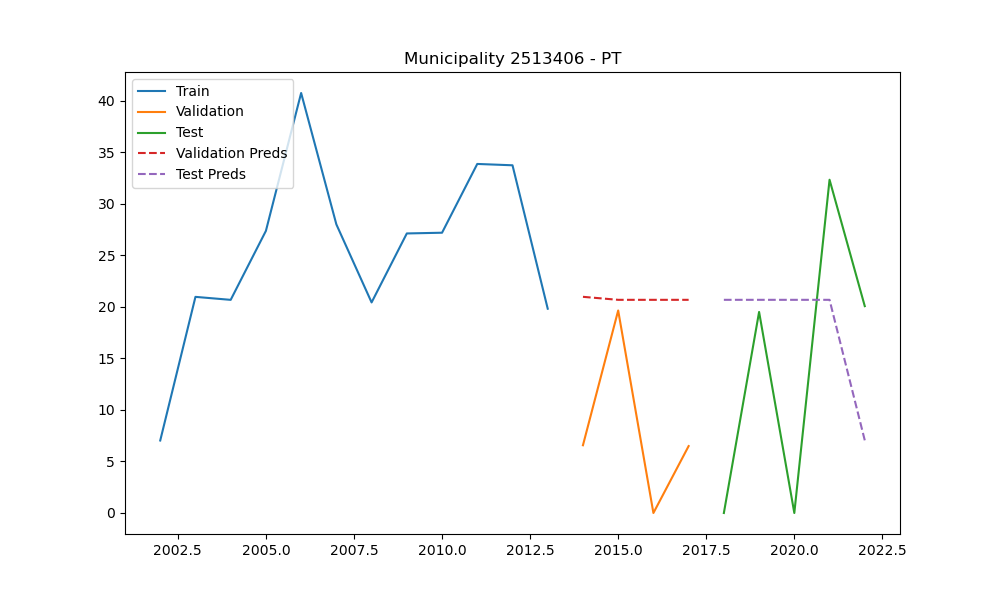 Municipality 2513406 - PT
Train
Validation
Test
Validation Preds
Test Preds
40
35
30
25
20
15
10
5
0
2002.5 2005.0 2007.5 2010.0 2012.5 2015.0 2017.5 2020.0 2022.5